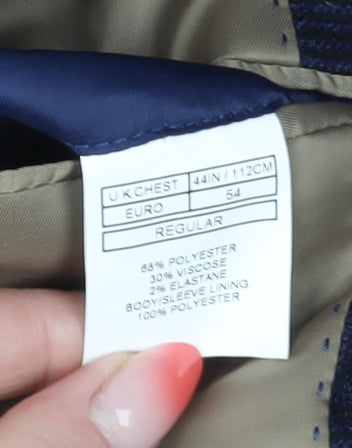 U.K CHEST 44IN / 112CM
EURO 54
REGULAR
68% POLYESTER
30% VISCOSE
2% ELASTANE
BODY/SLEEVE LINING:
100% POLYESTER